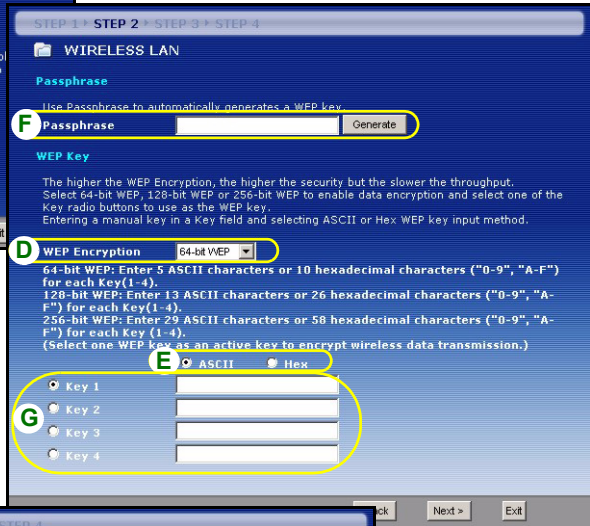 STEP 1 ▸ STEP 2 ▸ STEP 3 ▸ STEP 4
WIRELESS LAN
Passphrase
Use Passphrase to automatically generates a WEP key.
F Passphrase Generate
WEP Key
The higher the WEP Encryption, the higher the security but the slower the throughput.
Select 64-bit WEP, 128-bit WEP or 256-bit WEP to enable data encryption and select one of the
Key radio buttons to use as the WEP key.
Entering a manual key in a Key field and selecting ASCII or Hex WEP key input method.
D WEP Encryption 64-bit WEP
64-bit WEP: Enter 5 ASCII characters or 10 hexadecimal characters ("0-9", "A-F")
for each Key(1-4).
128-bit WEP: Enter 13 ASCII characters or 26 hexadecimal characters ("0-9", "A-
F") for each Key(1-4).
256-bit WEP: Enter 29 ASCII characters or 58 hexadecimal characters ("0-9", "A-
F") for each Key (1-4).
(Select one WEP key as an active key to encrypt wireless data transmission.)
E ASCII Hex
Key 1
Key 2
G Key 3
Key 4
Next > Exit
STEP 4